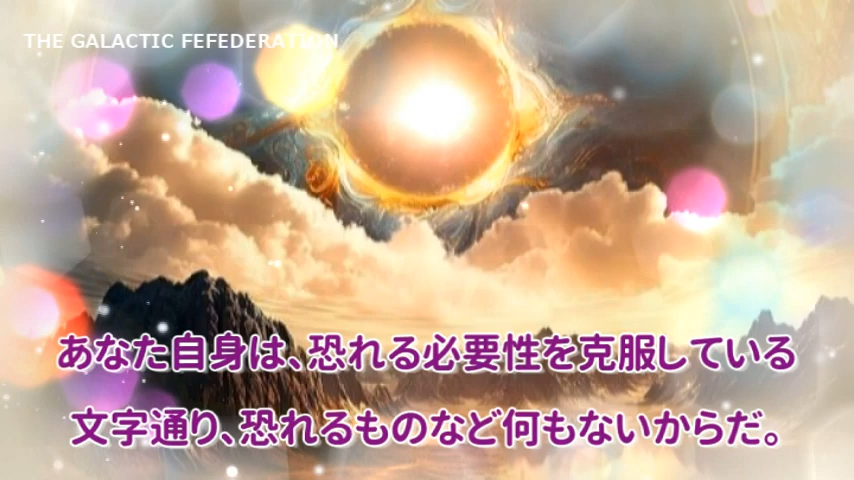 THE GALACTIC FEFEDERATION
あなた自身は、恐れる必要性を克服している
文字通り、恐れるものなど何もないからだ。